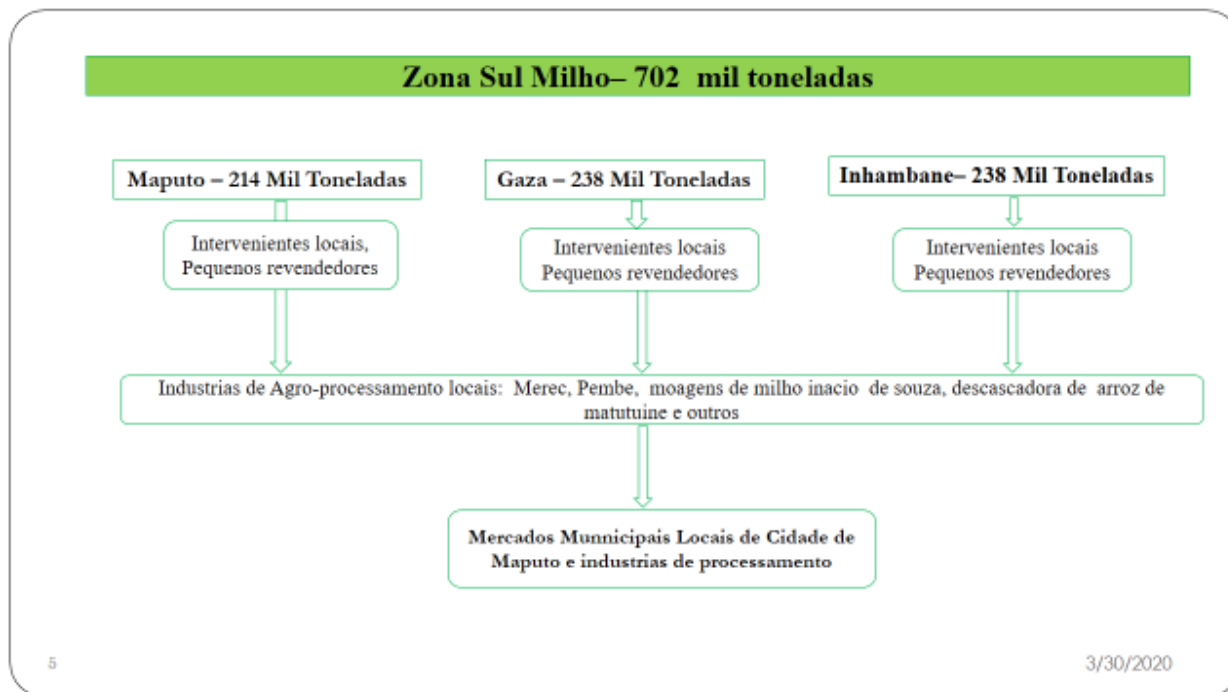 Zona Sul Milho– 702 mil toneladas
Maputo – 214 Mil Toneladas
Gaza – 238 Mil Toneladas
Inhambane– 238 Mil Toneladas
Intervenientes locais,
Pequenos revendedores
Intervenientes locais
Pequenos revendedores
Intervenientes locais
Pequenos revendedores
Industrias de Agro-processamento locais: Merec, Pembe, moagens de milho inacio de souza, descascadora de arroz de
matutuine e outros
Mercados Munnicipais Locais de Cidade de
Maputo e industrias de processamento
5
3/30/2020